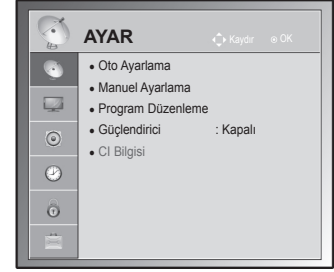 AYAR
Kaydır OK
Oto Ayarlama
Manuel Ayarlama
Program Düzenleme
Güçlendirici : Kapalı
CI Bilgisi